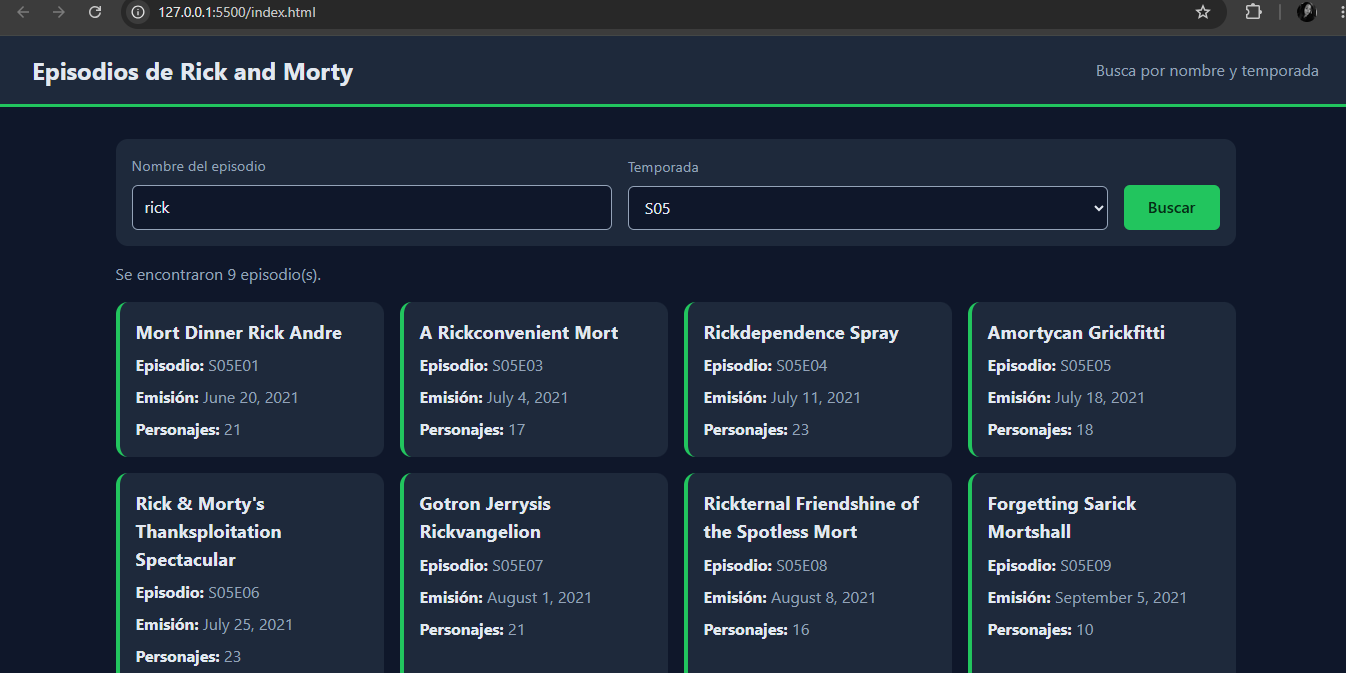 127.0.0.1:5500/index.html
Episodios de Rick and Morty
Busca por nombre y temporada
Nombre del episodio
Temporada
rick
S05
Buscar
Se encontraron 9 episodio(s).
Mort Dinner Rick Andre
Episodio: S05E01
Emisión: June 20, 2021
Personajes: 21
A Rickconvenient Mort
Episodio: S05E03
Emisión: July 4, 2021
Personajes: 17
Rickdependence Spray
Episodio: S05E04
Emisión: July 11, 2021
Personajes: 23
Amortycan Grickfitti
Episodio: S05E05
Emisión: July 18, 2021
Personajes: 18
Rick & Morty's
Thanksploitation
Spectacular
Episodio: S05E06
Emisión: July 25, 2021
Personajes: 23
Gotron Jerrysis
Rickvangelion
Episodio: S05E07
Emisión: August 1, 2021
Personajes: 21
Rickternal Friendshine of
the Spotless Mort
Episodio: S05E08
Emisión: August 8, 2021
Personajes: 16
Forgetting Sarick
Mortshall
Episodio: S05E09
Emisión: September 5, 2021
Personajes: 10